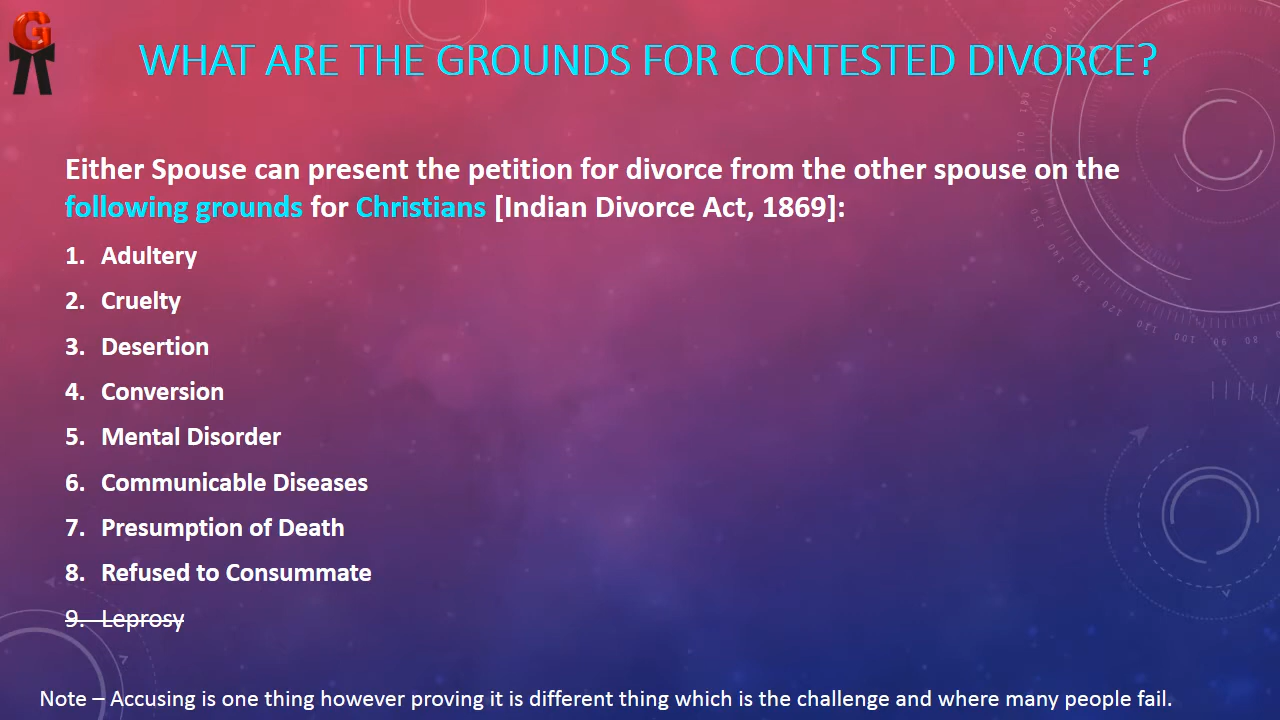 G
WHAT ARE THE GROUNDS FOR CONTESTED DIVORCE?
Either Spouse can present the petition for divorce from the other spouse on the
following grounds for Christians [Indian Divorce Act, 1869]:
1. Adultery
2. Cruelty
3. Desertion
4. Conversion
5. Mental Disorder
6. Communicable Diseases
7. Presumption of Death
8. Refused to Consummate
9. Leprosy
Note – Accusing is one thing however proving it is different thing which is the challenge and where many people fail.